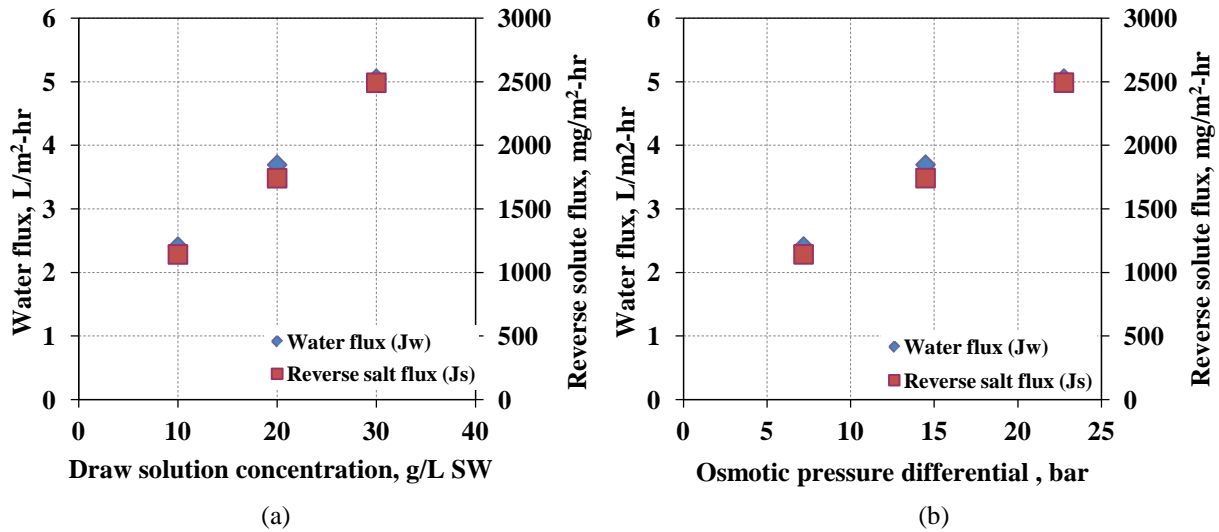 6
5
4
3
2
1
0
Water flux, L/m²-hr
3000
2500
2000
1500
1000
500
0
Reverse solute flux, mg/m²-hr
Water flux (Jw)
Reverse salt flux (Js)
0 10 20 30 40
Draw solution concentration, g/L SW
(a)
6
5
4
3
2
1
0
Water flux, L/m2-hr
3000
2500
2000
1500
1000
500
0
Reverse solute flux, mg/m²-hr
Water flux (Jw)
Reverse salt flux (Js)
0 5 10 15 20 25
Osmotic pressure differential , bar
(b)